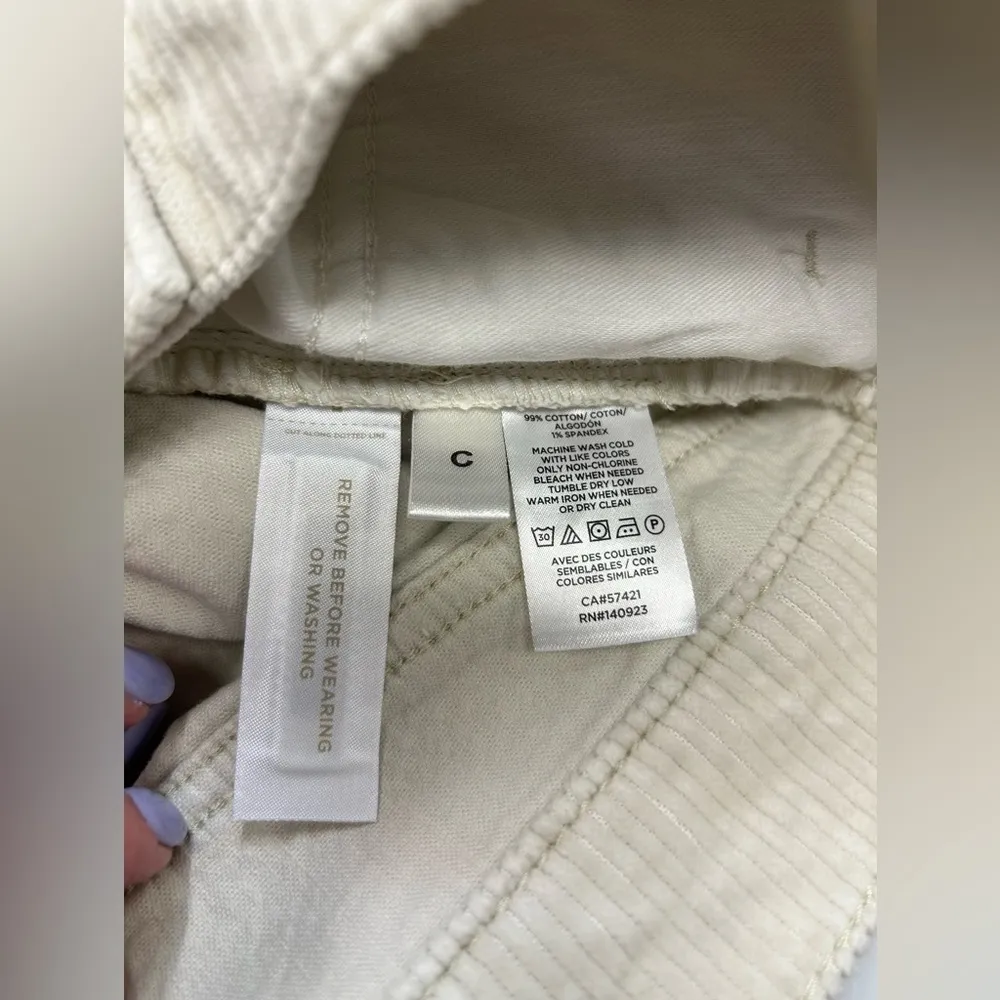 CUT ALONG DOTTED LINE
REMOVE BEFORE WEARING
OR WASHING
C
99% COTTON/ COTON/
ALGODÓN
1% SPANDEX
MACHINE WASH COLD
WITH LIKE COLORS
ONLY NON-CHLORINE
BLEACH WHEN NEEDED
TUMBLE DRY LOW
WARM IRON WHEN NEEDED
OR DRY CLEAN
30 P
AVEC DES COULEURS
SEMBLABLES / CON
COLORES SIMILARES
CA#57421
RN#140923